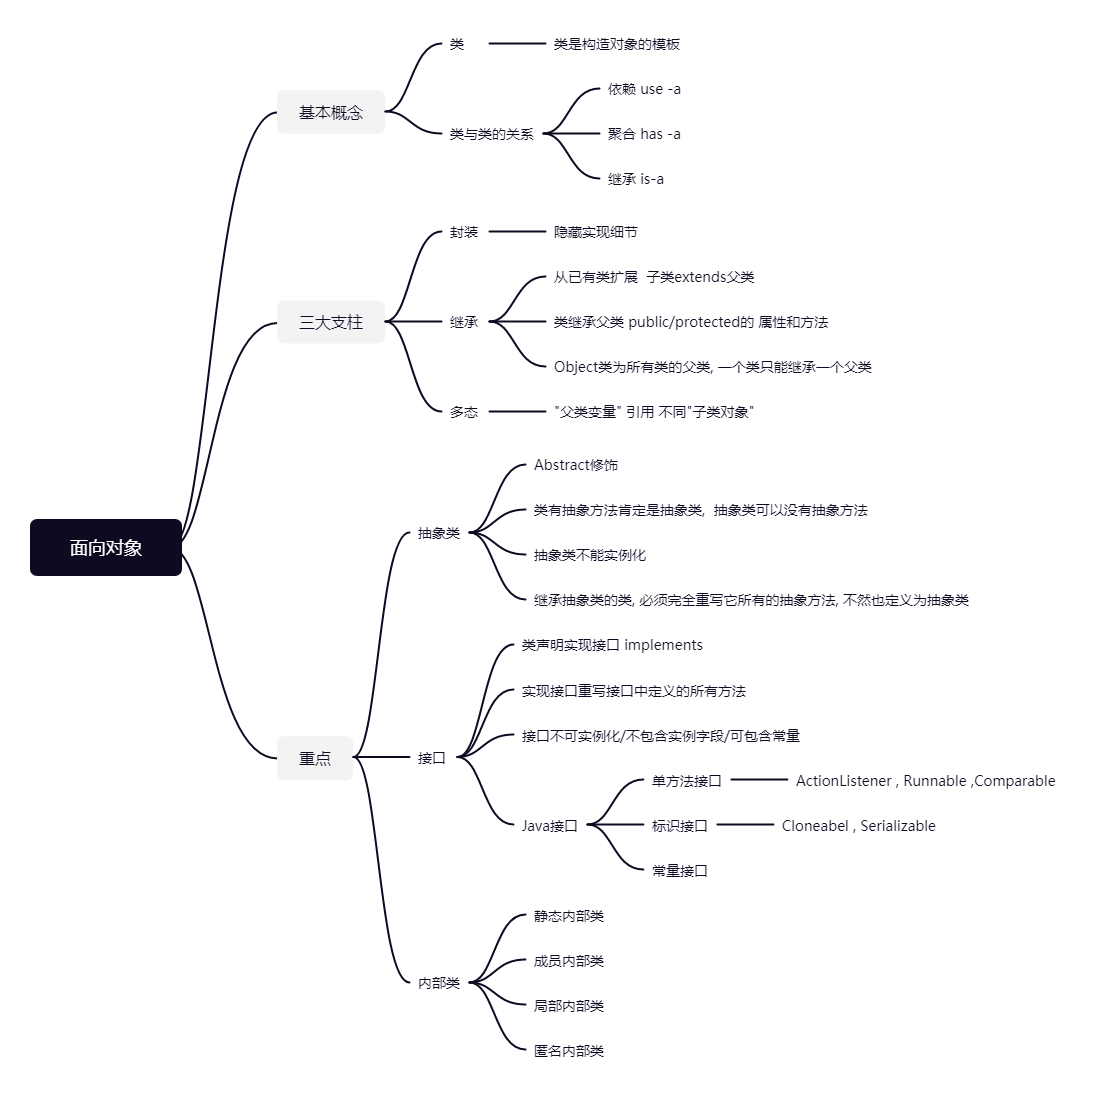 面向对象
基本概念
类
类是构造对象的模板
类与类的关系
依赖 use -a
聚合 has -a
继承 is-a
三大支柱
封装
隐藏实现细节
继承
从已有类扩展  子类extends父类
类继承父类 public/protected的 属性和方法
Object类为所有类的父类, 一个类只能继承一个父类
多态
"父类变量" 引用 不同"子类对象"
重点
抽象类
Abstract修饰
类有抽象方法肯定是抽象类,  抽象类可以没有抽象方法
抽象类不能实例化
继承抽象类的类, 必须完全重写它所有的抽象方法, 不然也定义为抽象类
接口
类声明实现接口 implements
实现接口重写接口中定义的所有方法
接口不可实例化/不包含实例字段/可包含常量
Java接口
单方法接口
ActionListener , Runnable ,Comparable
标识接口
Cloneabel , Serializable
常量接口
内部类
静态内部类
成员内部类
局部内部类
匿名内部类